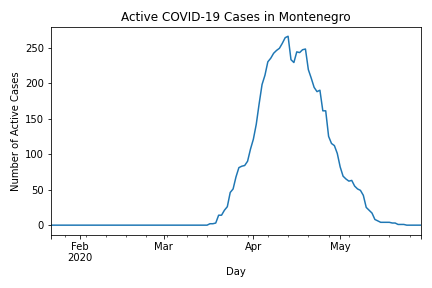 Active COVID-19 Cases in Montenegro
Number of Active Cases
250
200
150
100
50
0
Feb
2020
Mar
Apr
May
Day